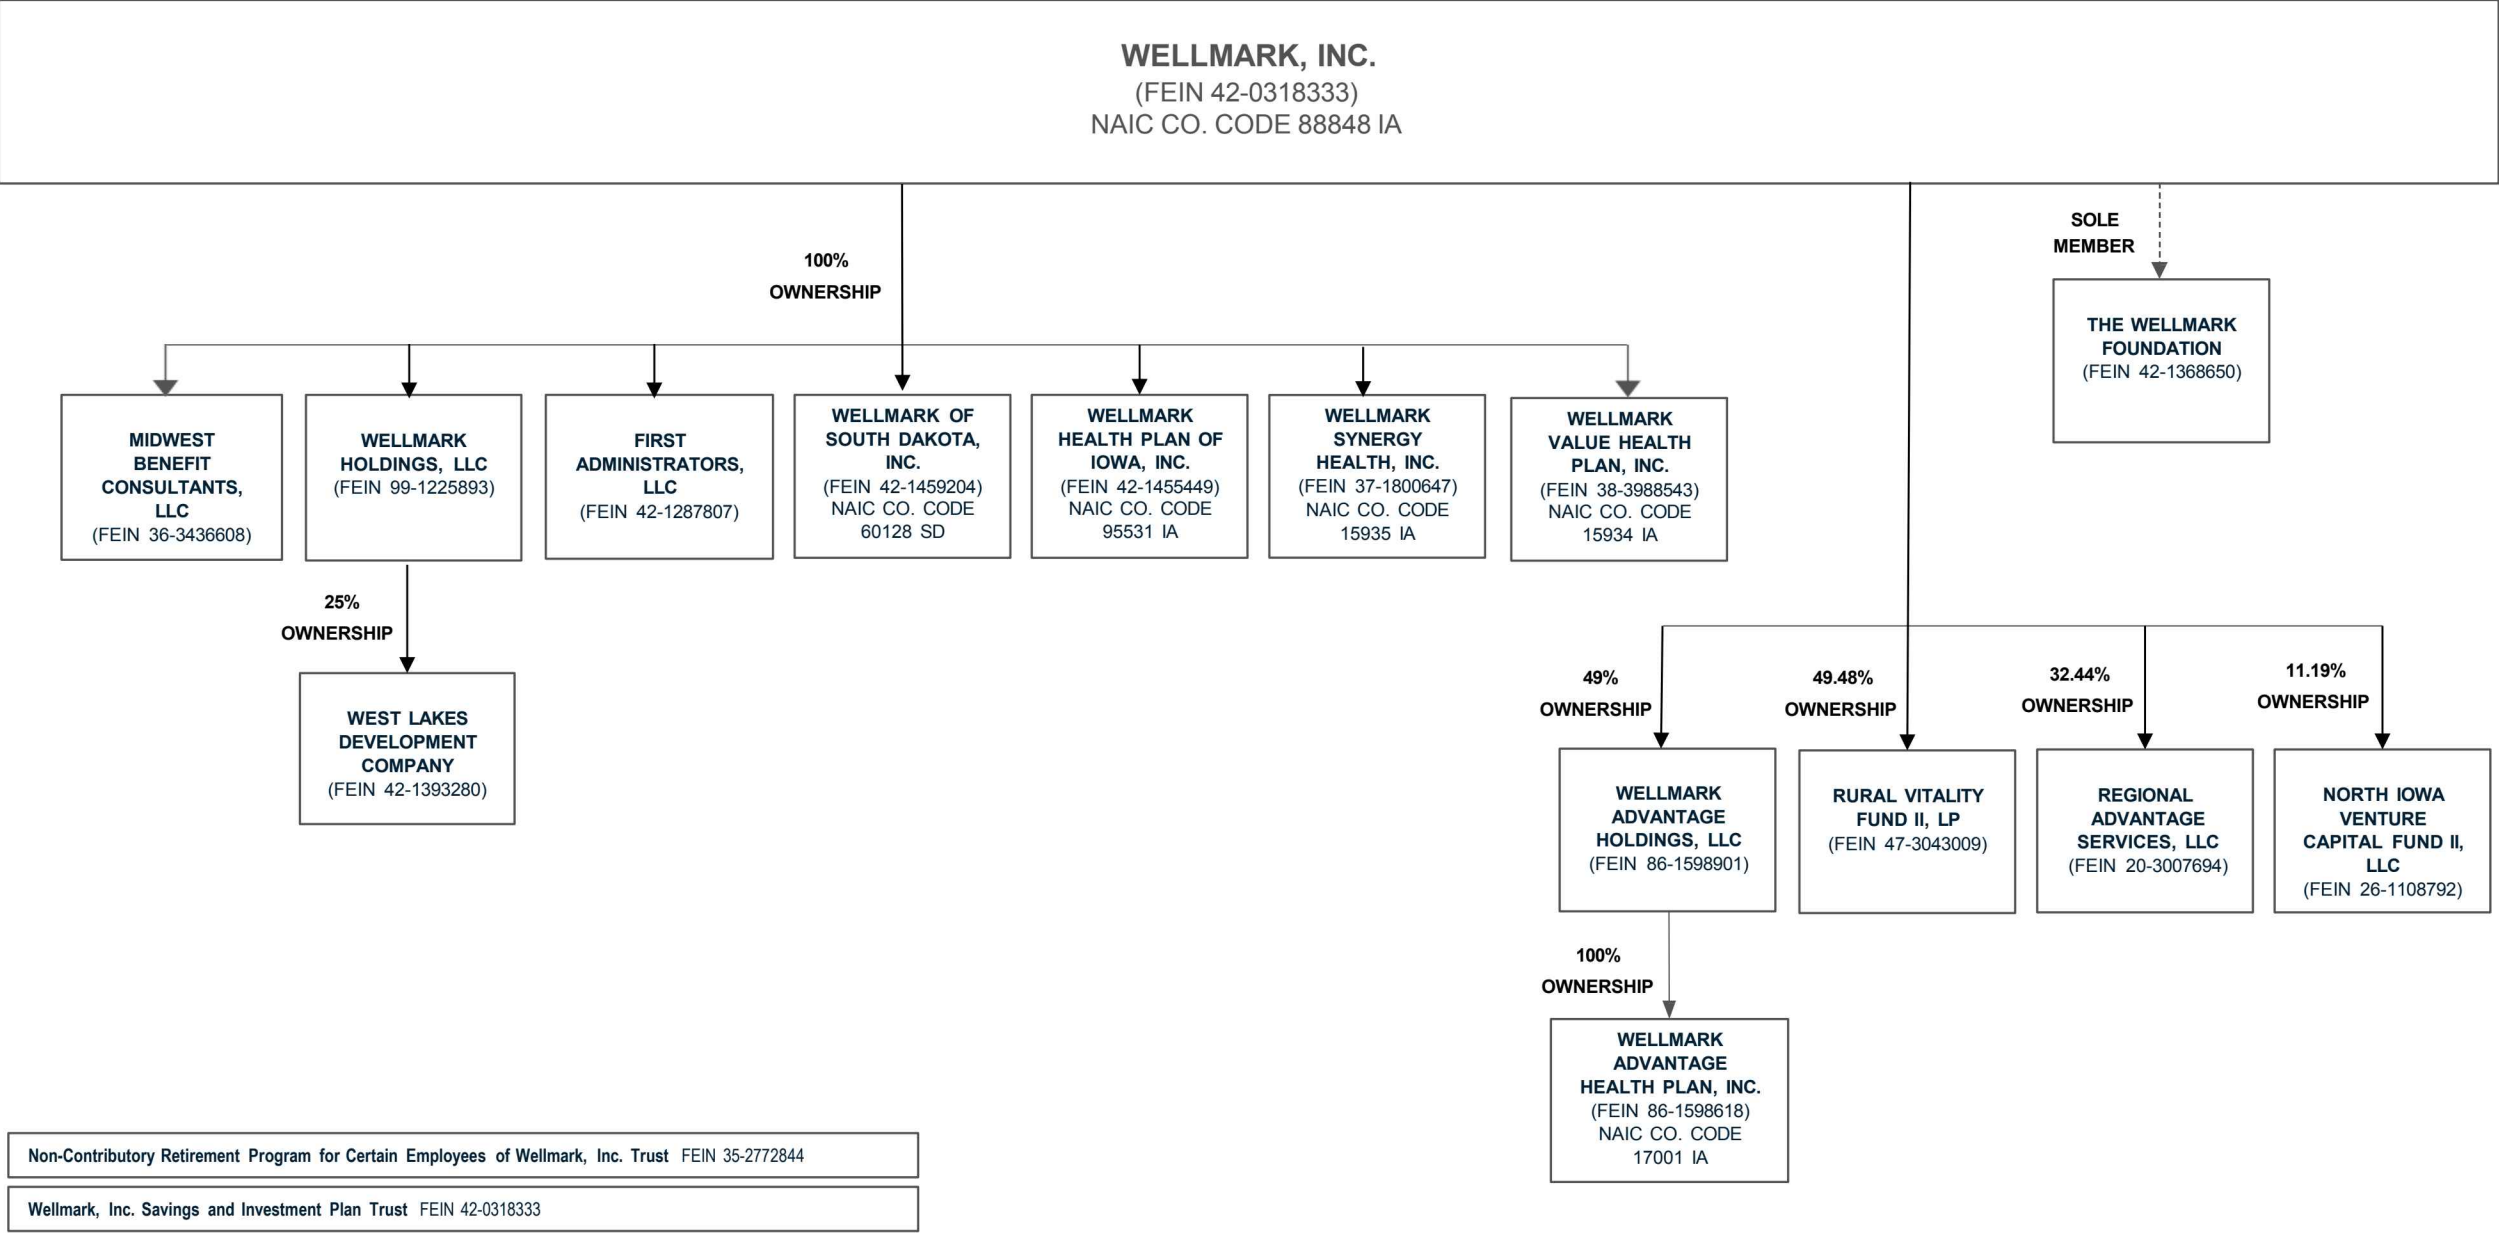 WELLMARK, INC.
(FEIN 42-0318333)
NAIC CO. CODE 88848 IA
SOLE
MEMBER
100%
OWNERSHIP
THE WELLMARK
FOUNDATION
(FEIN 42-1368650)
MIDWEST
BENEFIT
CONSULTANTS,
LLC
(FEIN 36-3436608)
WELLMARK
HOLDINGS, LLC
(FEIN 99-1225893)
FIRST
ADMINISTRATORS,
LLC
(FEIN 42-1287807)
WELLMARK OF
SOUTH DAKOTA,
INC.
(FEIN 42-1459204)
NAIC CO. CODE
60128 SD
WELLMARK
HEALTH PLAN OF
IOWA, INC.
(FEIN 42-1455449)
NAIC CO. CODE
95531 IA
WELLMARK
SYNERGY
HEALTH, INC.
(FEIN 37-1800647)
NAIC CO. CODE
15935 IA
WELLMARK
VALUE HEALTH
PLAN, INC.
(FEIN 38-3988543)
NAIC CO. CODE
15934 IA
25%
OWNERSHIP
WEST LAKES
DEVELOPMENT
COMPANY
(FEIN 42-1393280)
49%
OWNERSHIP
49.48%
OWNERSHIP
32.44%
OWNERSHIP
11.19%
OWNERSHIP
WELLMARK
ADVANTAGE
HOLDINGS, LLC
(FEIN 86-1598901)
RURAL VITALITY
FUND II, LP
(FEIN 47-3043009)
REGIONAL
ADVANTAGE
SERVICES, LLC
(FEIN 20-3007694)
NORTH IOWA
VENTURE
CAPITAL FUND II,
LLC
(FEIN 26-1108792)
100%
OWNERSHIP
WELLMARK
ADVANTAGE
HEALTH PLAN, INC.
(FEIN 86-1598618)
NAIC CO. CODE
17001 IA
Non-Contributory Retirement Program for Certain Employees of Wellmark, Inc. Trust FEIN 35-2772844
Wellmark, Inc. Savings and Investment Plan Trust FEIN 42-0318333